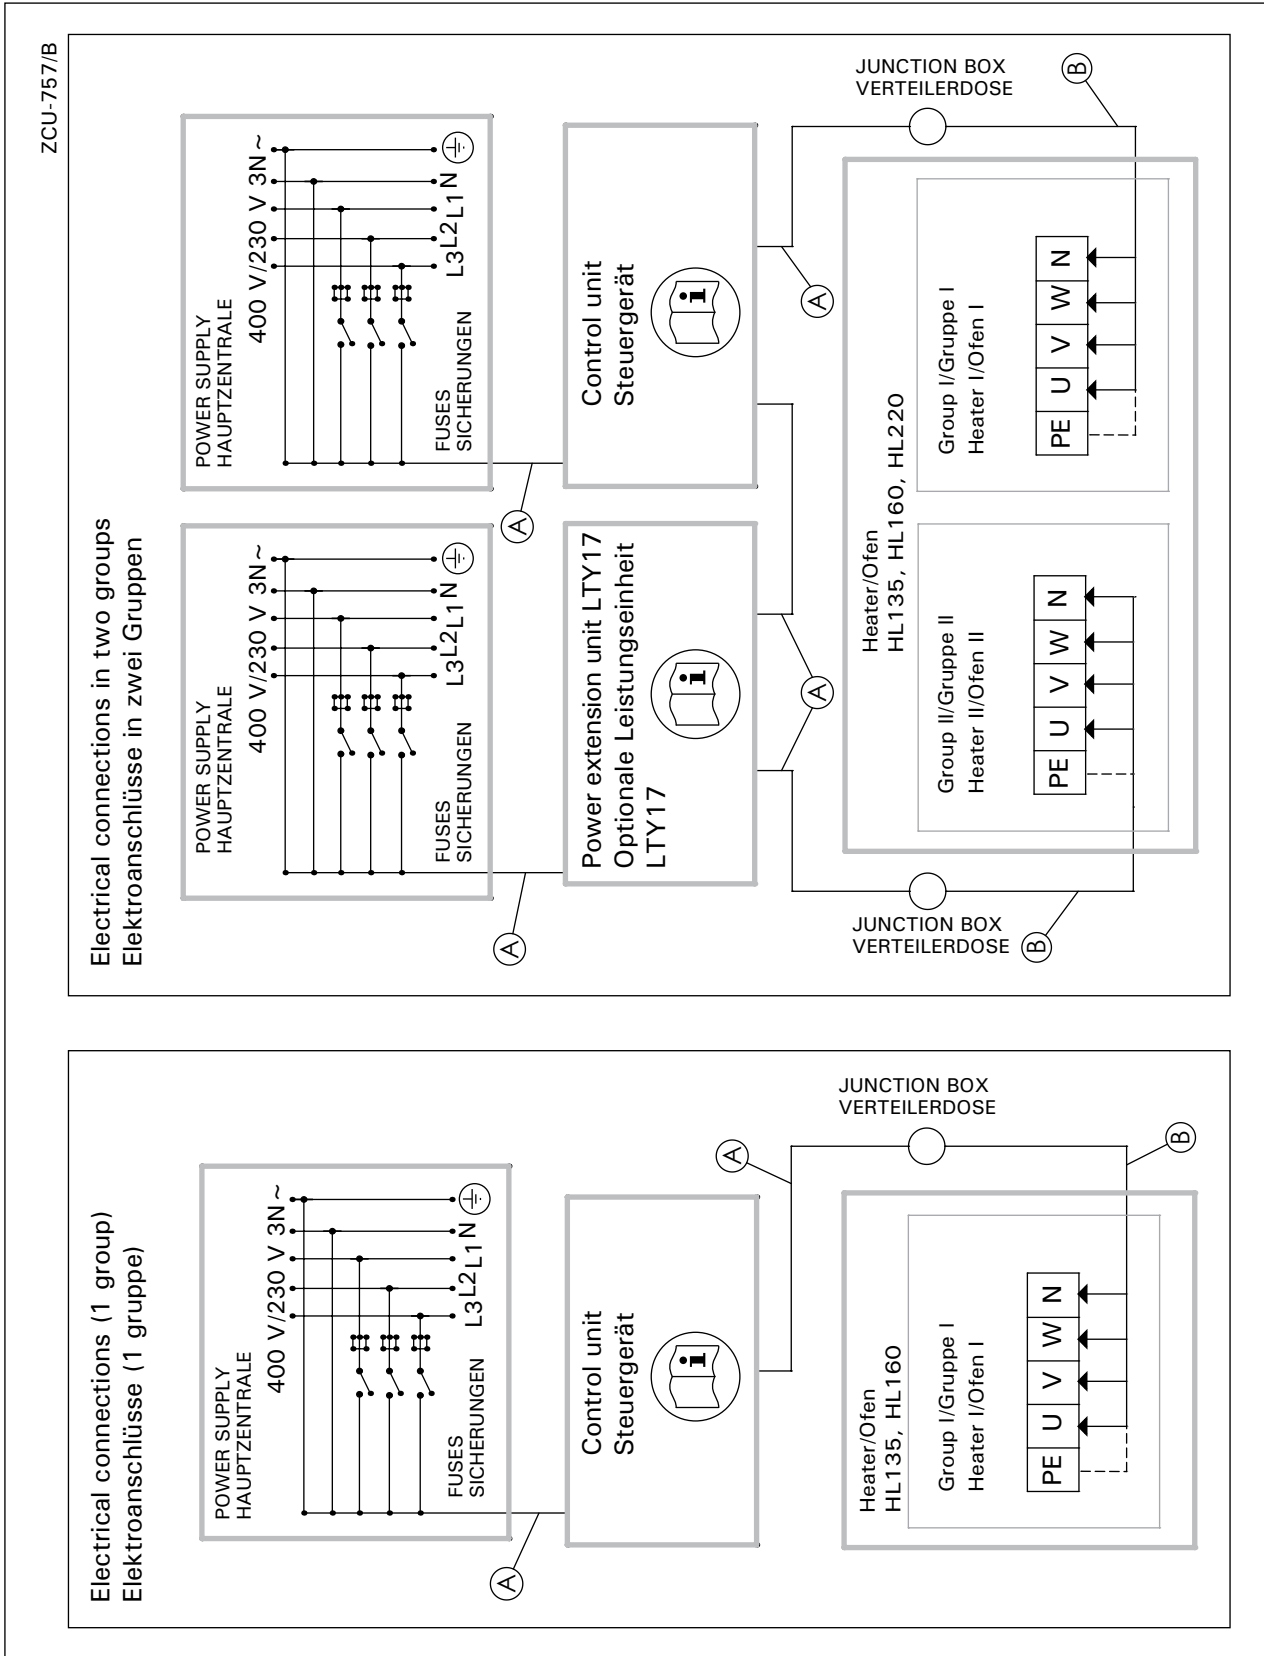 ZCU-757/B
Electrical connections (1 group)
Elektroanschlüsse (1 gruppe)
POWER SUPPLY
HAUPTZENTRALE
400 V/230 V 3N ~
L3 L2 L1 N
FUSES
SICHERUNGEN
A
Control unit
Steuergerät
i
A
JUNCTION BOX
VERTEILERDOSE
B
Heater/Ofen
HL135, HL160
Group I/Gruppe I
Heater I/Ofen I
PE U V W N
Electrical connections in two groups
Elektroanschlüsse in zwei Gruppen
POWER SUPPLY
HAUPTZENTRALE
400 V/230 V 3N ~
L3 L2 L1 N
FUSES
SICHERUNGEN
A
POWER SUPPLY
HAUPTZENTRALE
400 V/230 V 3N ~
L3 L2 L1 N
FUSES
SICHERUNGEN
A
Power extension unit LTY17
Optionale Leistungseinheit
LTY17
i
Control unit
Steuergerät
i
A
A
JUNCTION BOX
VERTEILERDOSE
B
JUNCTION BOX
VERTEILERDOSE
B
Heater/Ofen
HL135, HL160, HL220
Group II/Gruppe II
Heater II/Ofen II
PE U V W N
Group I/Gruppe I
Heater I/Ofen I
PE U V W N